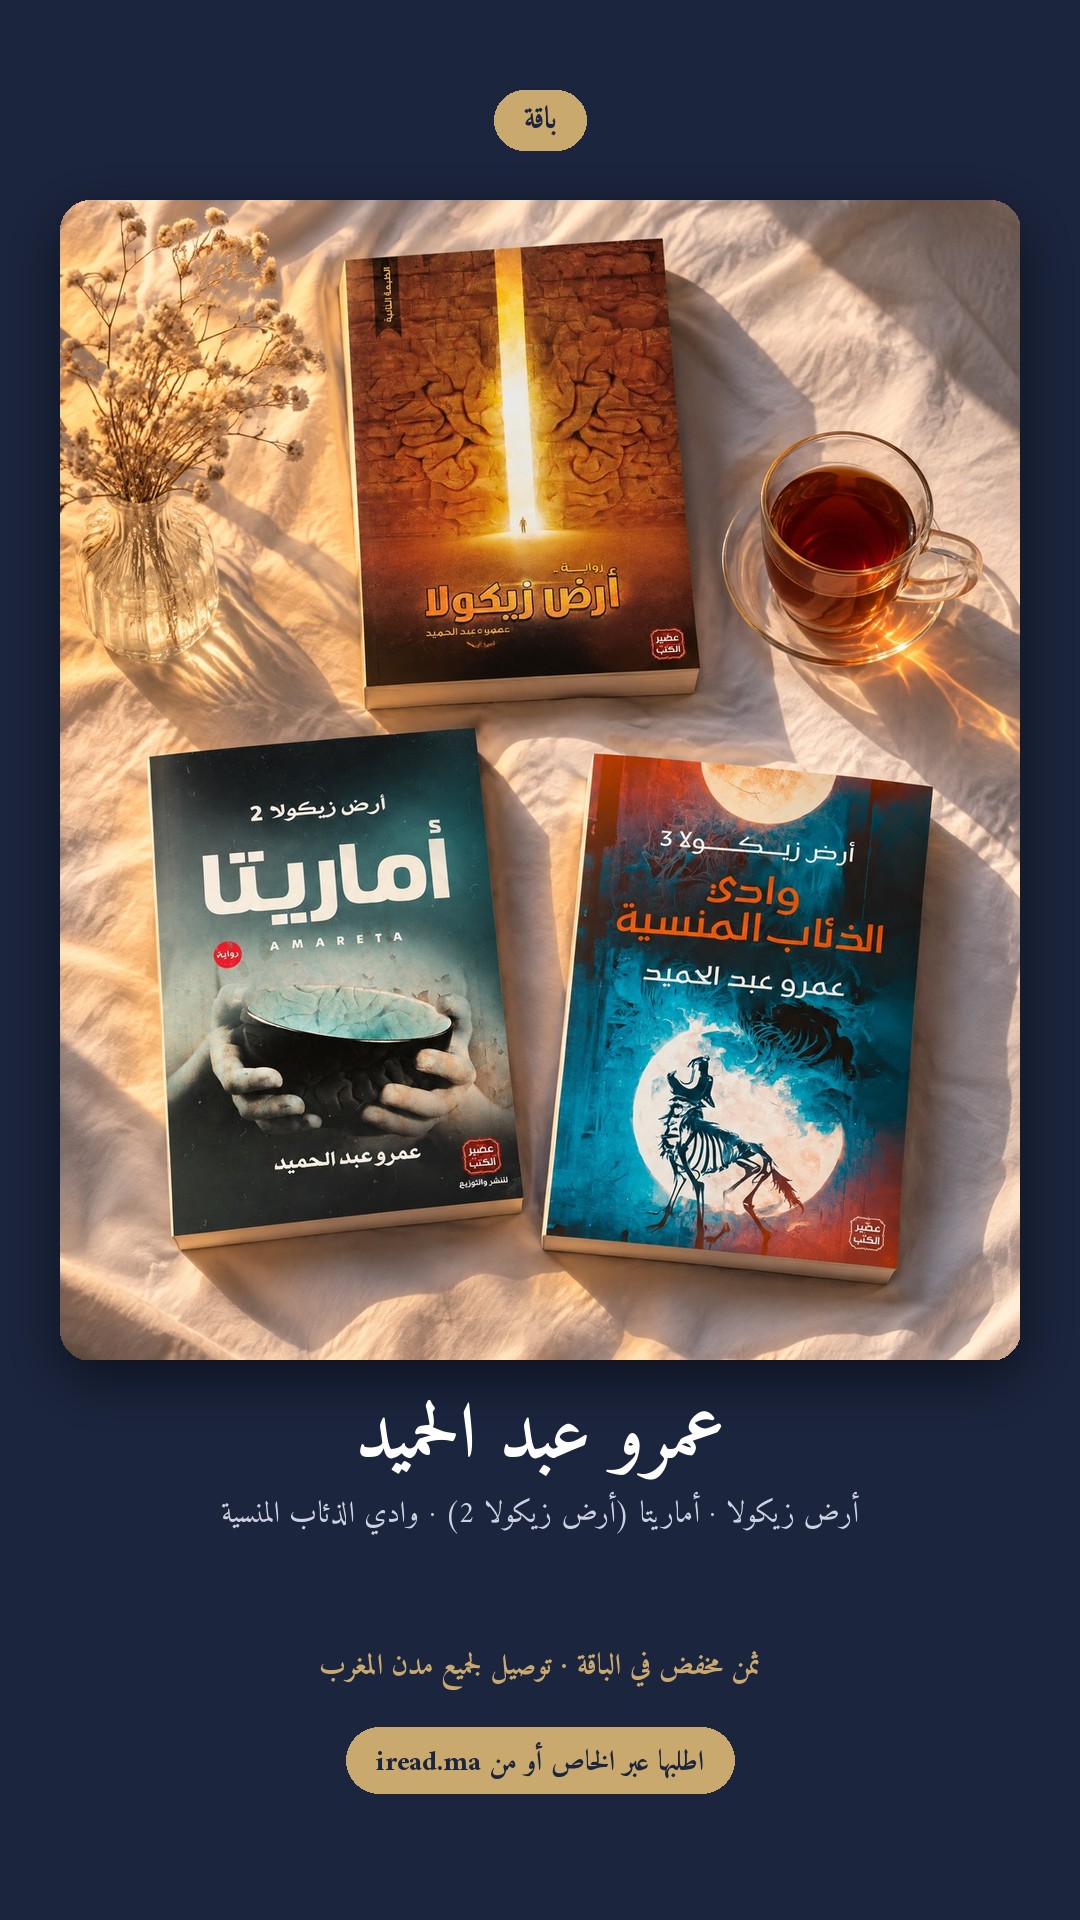 باقة
الطبعة الثانية
روايـــة
أرض زيكولا
عمرو عبد الحميد
عصير
الكتب
أرض زيكولا 2
أماريتا
AMARETA
رواية
عمرو عبد الحميد
عصير
الكتب
للنشر والتوزيع
أرض زيـــكـــــولا 3
وادي
الذئاب المنسية
عمرو عبد الحميد
عصير
الكتب
عمرو عبد الحميد
أرض زيكولا · أماريتا (أرض زيكولا 2) · وادي الذئاب المنسية
ثمن مخفض في الباقة · توصيل لجميع مدن المغرب
اطلبها عبر الخاص أو من iread.ma